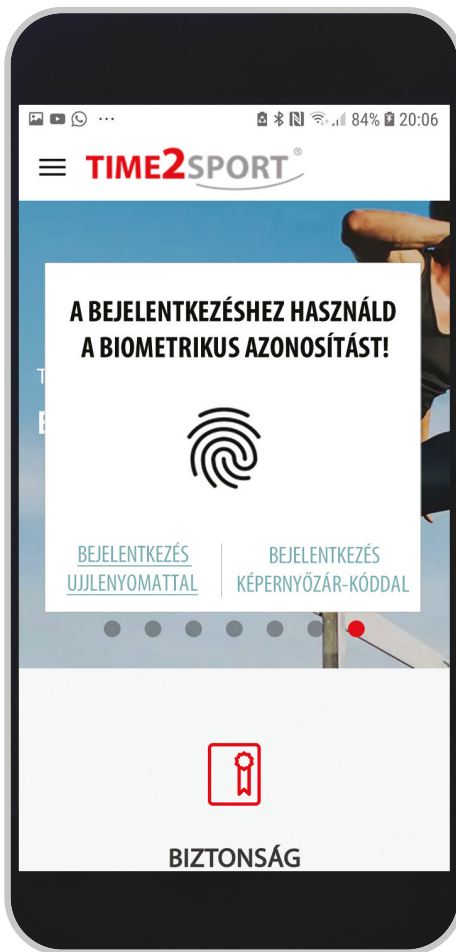 84% 20:06
TIME2SPORT®
A BEJELENTKEZÉSHEZ HASZNÁLD
A BIOMETRIKUS AZONOSÍTÁST!
T
E
BEJELENTKEZÉS
UJJLENYOMATTAL
BEJELENTKEZÉS
KÉPERNYŐZÁR-KÓDDAL
BIZTONSÁG